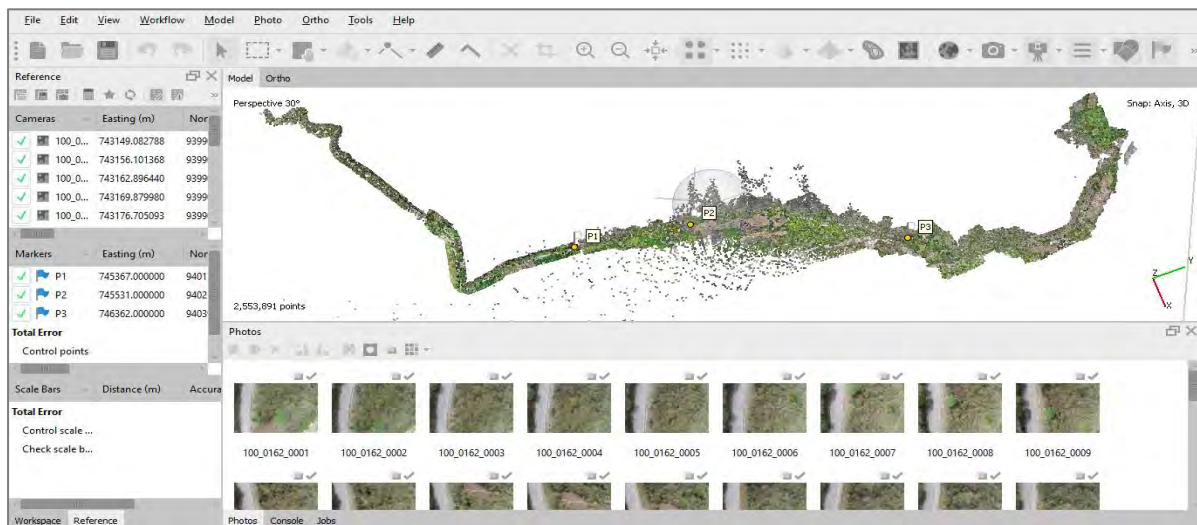 File Edit View Workflow Model Photo Ortho Tools Help
Reference
Model Ortho
Cameras Easting (m) Nor
100_0... 743149.082788 9399
100_0... 743156.101368 9399
100_0... 743162.896440 9399
100_0... 743169.879980 9399
100_0... 743176.705093 9399
Markers Easting (m) Nor
P1 745367.000000 9401
P2 745531.000000 9402
P3 746362.000000 9403
Total Error
Control points
Scale Bars Distance (m) Accura
Total Error
Control scale ...
Check scale b...
Workspace Reference
Perspective 30°
Snap: Axis, 3D
P1
P2
P3
Z
Y
X
2,553,891 points
Photos
100_0162_0001 100_0162_0002 100_0162_0003 100_0162_0004 100_0162_0005 100_0162_0006 100_0162_0007 100_0162_0008 100_0162_0009
Photos Console Jobs